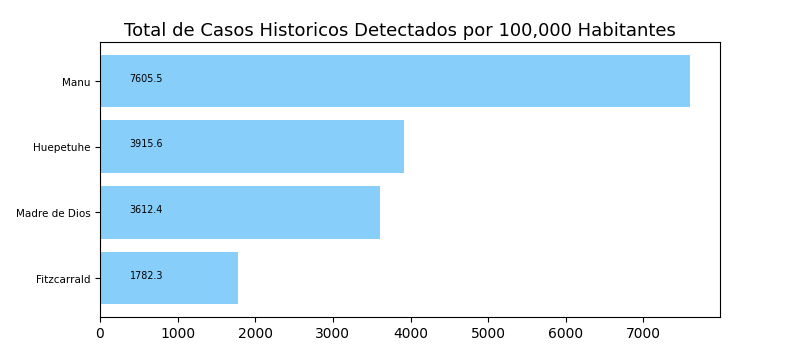 Total de Casos Historicos Detectados por 100,000 Habitantes
Manu 7605.5
Huepetuhe 3915.6
Madre de Dios 3612.4
Fitzcarrald 1782.3
0 1000 2000 3000 4000 5000 6000 7000